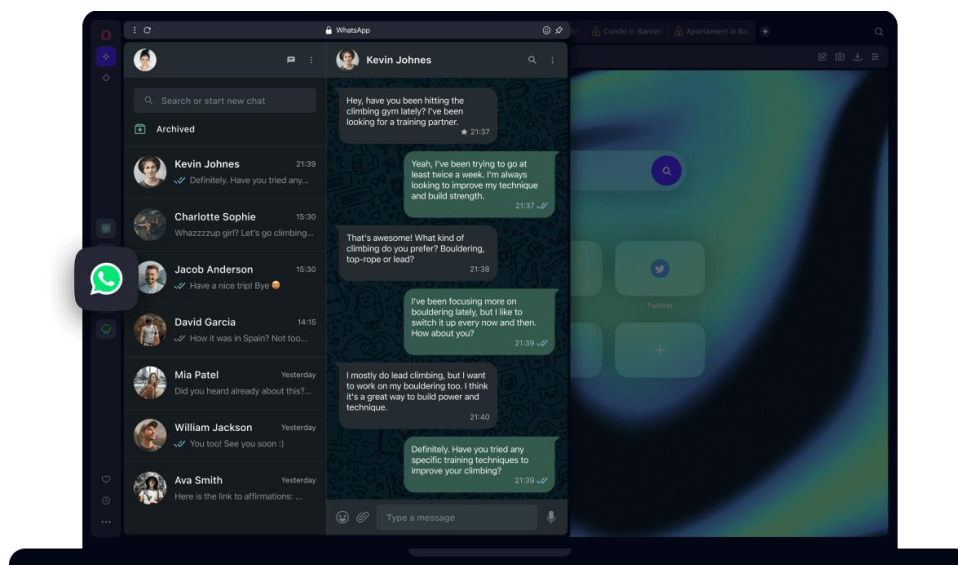 WhatsApp
Condo in Barcel
Apartament in Ba
Search or start new chat
Archived
Kevin Johnes 21:39
Definitely. Have you tried any...
Charlotte Sophie 15:30
Whazzzzup girl? Let's go climbing...
Jacob Anderson 15:30
Have a nice trip! Bye
David Garcia 14:15
How it was in Spain? Not too...
Mia Patel Yesterday
Did you heard already about this?...
William Jackson Yesterday
You too! See you soon :)
Ava Smith Yesterday
Here is the link to affirmations: ...
Kevin Johnes
Hey, have you been hitting the
climbing gym lately? I've been
looking for a training partner.
21:37
Yeah, I've been trying to go at
least twice a week. I'm always
looking to improve my technique
and build strength.
21:37
That's awesome! What kind of
climbing do you prefer? Bouldering,
top-rope or lead?
21:38
I've been focusing more on
bouldering lately, but I like to
switch it up every now and then.
How about you?
21:39
I mostly do lead climbing, but I want
to work on my bouldering too. I think
it's a great way to build power and
technique.
21:40
Definitely. Have you tried any
specific training techniques to
improve your climbing?
21:39
Type a message
Twitter